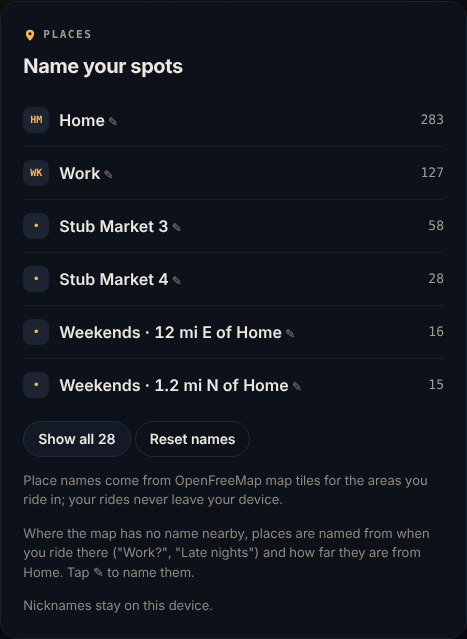 PLACES
Name your spots
HM Home ✎ 283
WK Work ✎ 127
• Stub Market 3 ✎ 58
• Stub Market 4 ✎ 28
• Weekends · 12 mi E of Home ✎ 16
• Weekends · 1.2 mi N of Home ✎ 15
Show all 28 Reset names
Place names come from OpenFreeMap map tiles for the areas you
ride in; your rides never leave your device.
Where the map has no name nearby, places are named from when
you ride there ("Work?", "Late nights") and how far they are from
Home. Tap ✎ to name them.
Nicknames stay on this device.